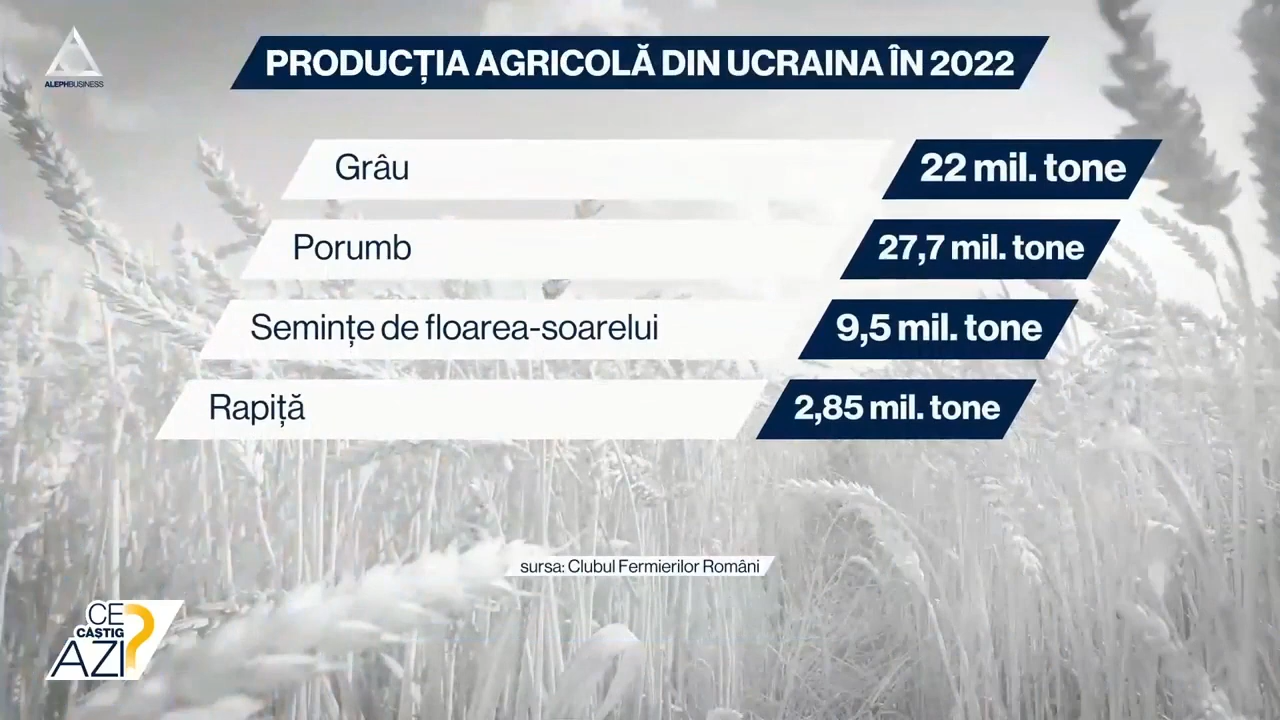 PRODUCȚIA AGRICOLĂ DIN UCRAINA ÎN 2022
ALEPHBUSINESS
Grâu 22 mil. tone
Porumb 27,7 mil. tone
Semințe de floarea-soarelui 9,5 mil. tone
Rapiță 2,85 mil. tone
sursa: Clubul Fermierilor Români
CE
CÂȘTIG
AZI?